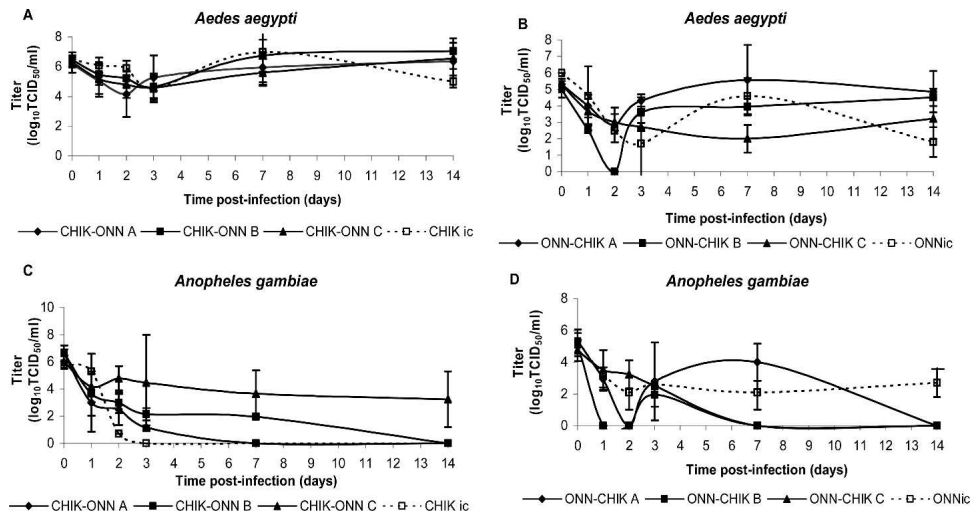 A
Aedes aegypti
Titer
(log10TCID50/ml)
8
6
4
2
0
0 1 2 3 4 5 6 7 8 9 10 11 12 13 14
Time post-infection (days)
CHIK-ONN A CHIK-ONN B CHIK-ONN C CHIK ic
B
Aedes aegypti
Titer
(log10TCID50/ml)
8
7
6
5
4
3
2
1
0
0 1 2 3 4 5 6 7 8 9 10 11 12 13 14
Time post-infection (days)
ONN-CHIK A ONN-CHIK B ONN-CHIK C ONNic
C
Anopheles gambiae
Titer
(log10TCID50/ml)
10
8
6
4
2
0
0 1 2 3 4 5 6 7 8 9 10 11 12 13 14
Time post-infection (days)
CHIK-ONN A CHIK-ONN B CHIK-ONN C CHIK ic
D
Anopheles gambiae
Titer
(log10TCID50/ml)
8
6
4
2
0
0 1 2 3 4 5 6 7 8 9 10 11 12 13 14
Time post-infection (days)
ONN-CHIK A ONN-CHIK B ONN-CHIK C ONNic